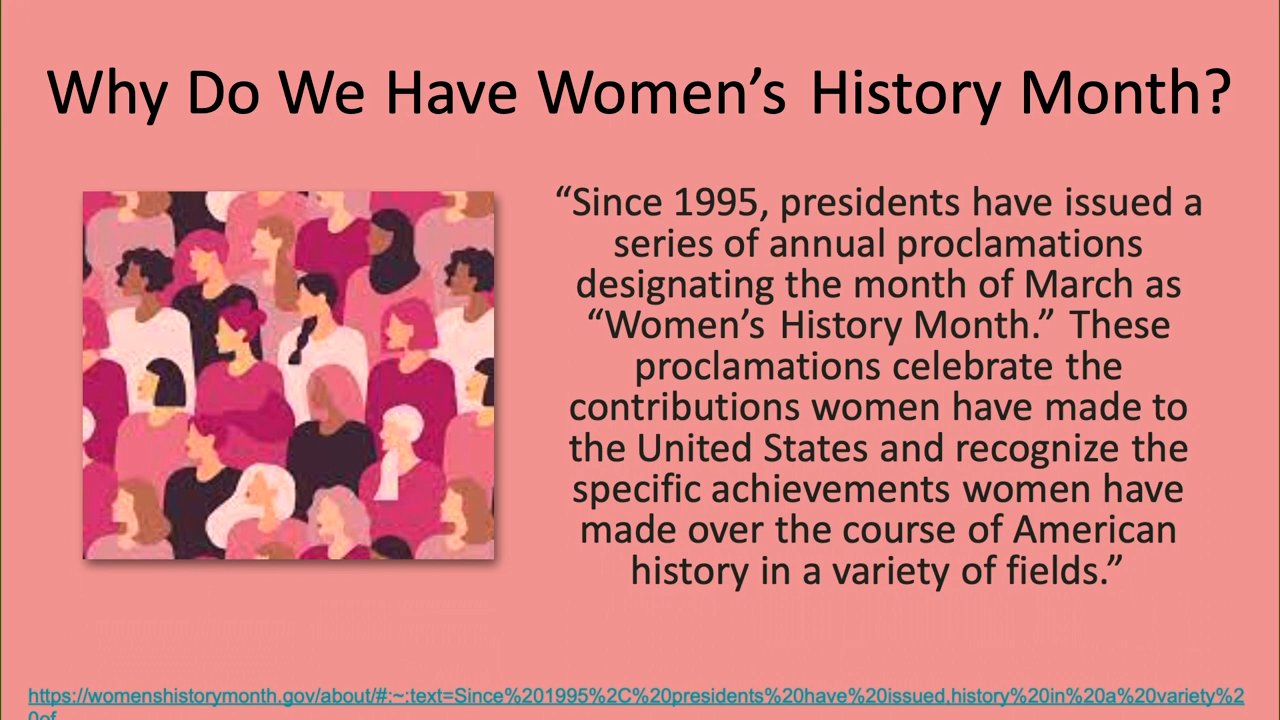 Why Do We Have Women’s History Month?
“Since 1995, presidents have issued a
series of annual proclamations
designating the month of March as
“Women’s History Month.” These
proclamations celebrate the
contributions women have made to
the United States and recognize the
specific achievements women have
made over the course of American
history in a variety of fields.”
https://womenshistorymonth.gov/about/#:~:text=Since%201995%2C%20presidents%20have%20issued,history%20in%20a%20variety%2
0of